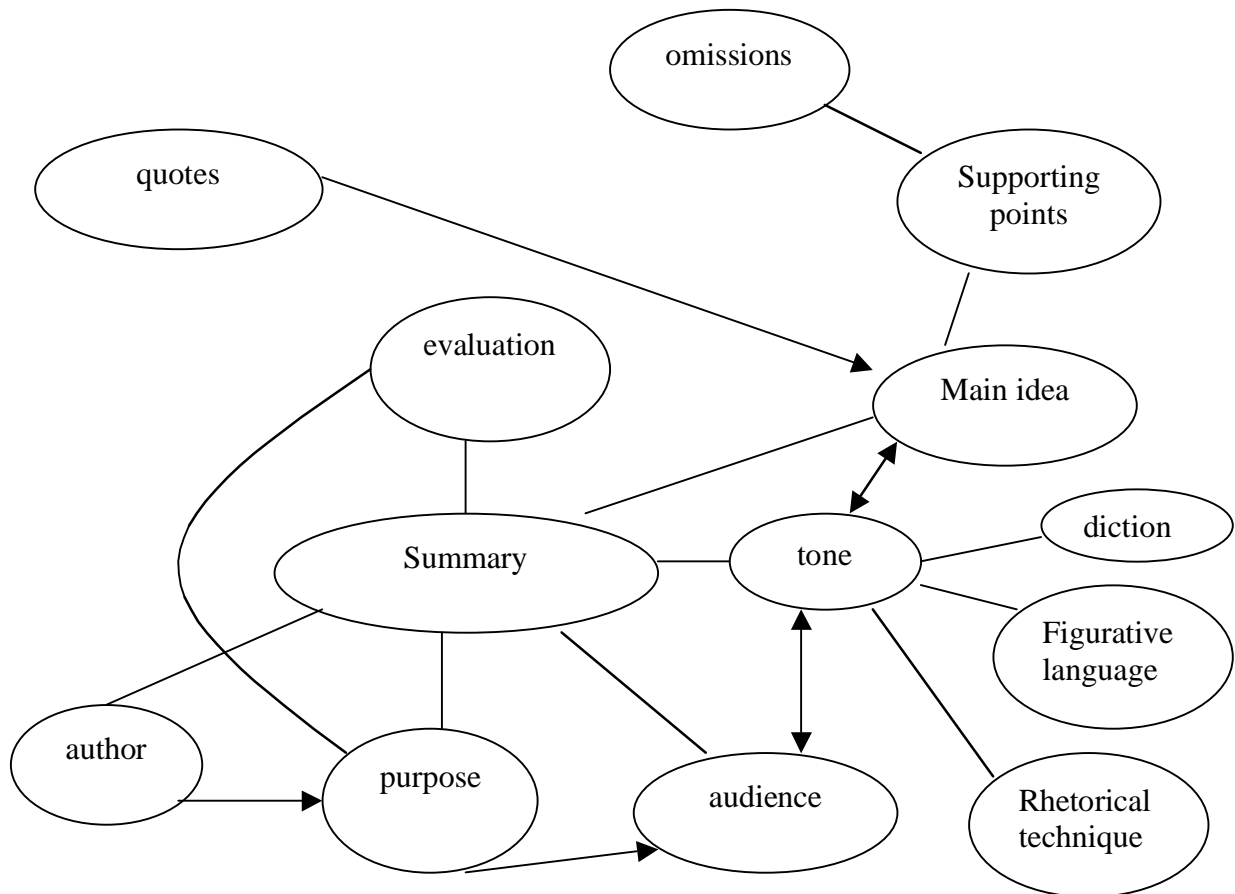 omissions
quotes
Supporting
points
evaluation
Main idea
diction
Summary
tone
Figurative
language
author
purpose
audience
Rhetorical
technique